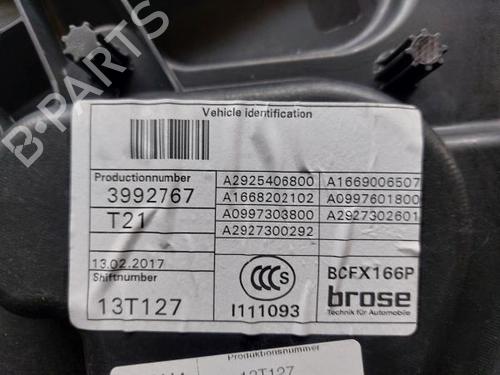 B-PARTS
Vehicle identification
Productionnumber
3992767
T21
13.02.2017
Shiftnumber
13T127
A2925406800 A1669006507
A1668202102 A0997601800
A0997303800 A2927302601
A2927300292
CCC S
I111093
BCFX166P
brose
Technik für Automobile
Produktionsnummer
13T127